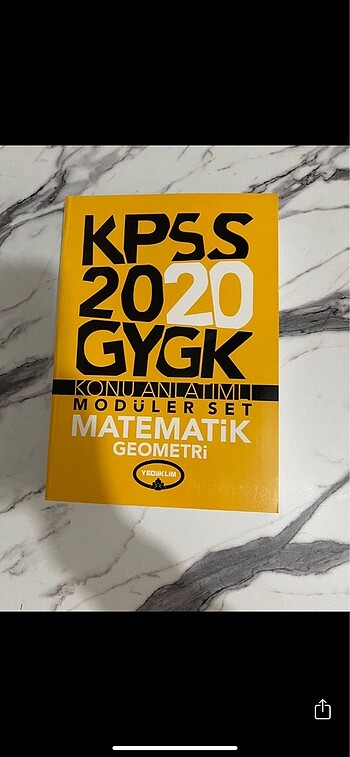 KPSS
2020
GYGK
KONU ANLATIMLI
MODÜLER SET
MATEMATİK
GEOMETRİ
YEDİİKLİM